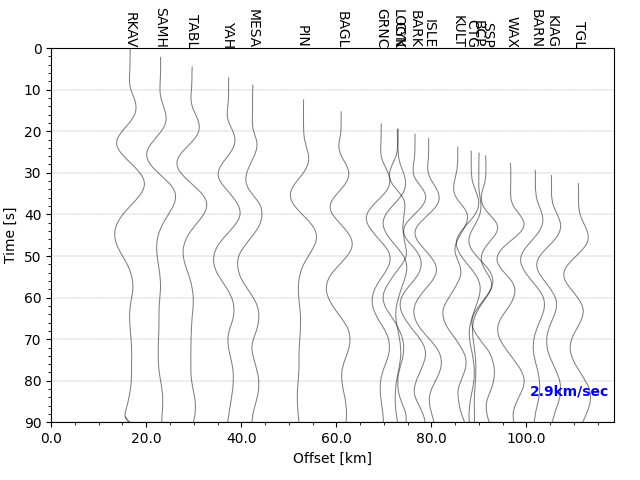 RKAV SAMH TABL YAH MESA PIN BAGL GRNC BARK ISLE KULT CTG SSP WAX BARN KIAG TGL
0
10
20
30
40
50
60
70
80
90
Time [s]
2.9km/sec
0.0 20.0 40.0 60.0 80.0 100.0
Offset [km]